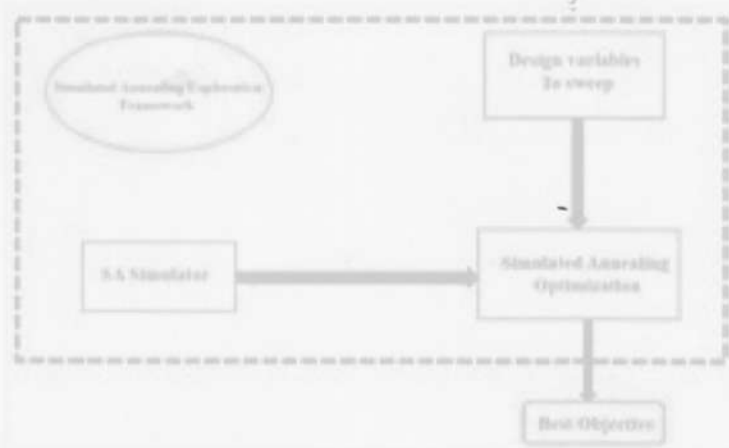 Simulated Annealing Exploration
Framework
Design variables
To sweep
SA Simulator
Simulated Annealing
Optimization
Best Objective